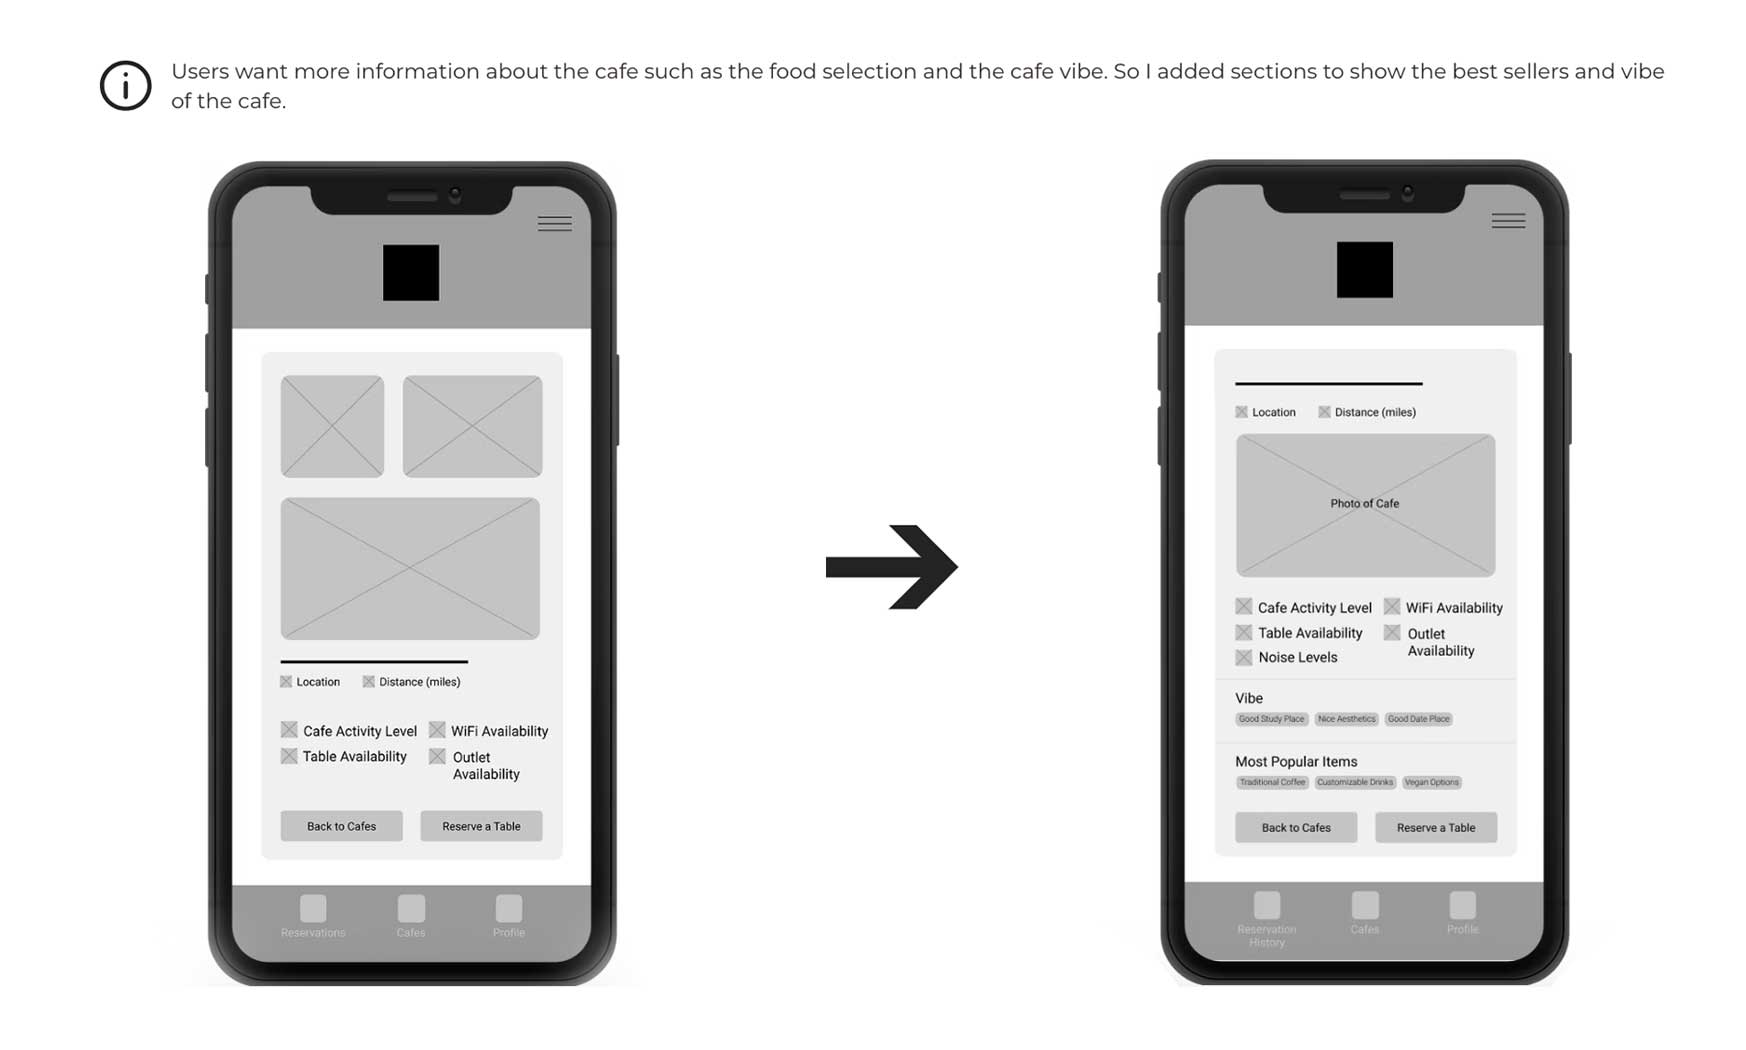 Users want more information about the cafe such as the food selection and the cafe vibe. So I added sections to show the best sellers and vibe
of the cafe.
Location
Distance (miles)
Cafe Activity Level
WiFi Availability
Table Availability
Outlet
Availability
Back to Cafes
Reserve a Table
Reservations
Cafes
Profile
Location
Distance (miles)
Photo of Cafe
Cafe Activity Level
WiFi Availability
Table Availability
Outlet
Availability
Noise Levels
Vibe
Good Study Place
Nice Aesthetics
Good Date Place
Most Popular Items
Traditional Coffee
Customizable Drinks
Vegan Options
Back to Cafes
Reserve a Table
Reservation
History
Cafes
Profile